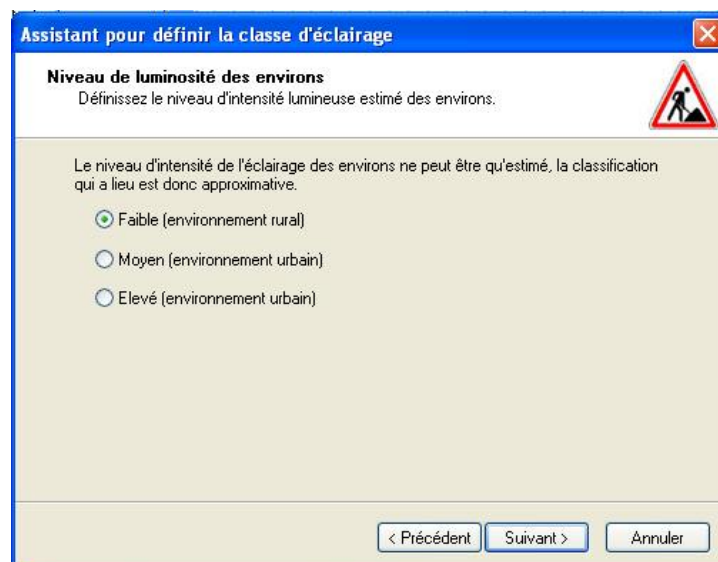 Assistant pour définir la classe d'éclairage
Niveau de luminosité des environs
Définissez le niveau d'intensité lumineuse estimé des environs.
Le niveau d'intensité de l'éclairage des environs ne peut être qu'estimé, la classification
qui a lieu est donc approximative.
Faible (environnement rural)
Moyen (environnement urbain)
Elevé (environnement urbain)
< Précédent Suivant > Annuler